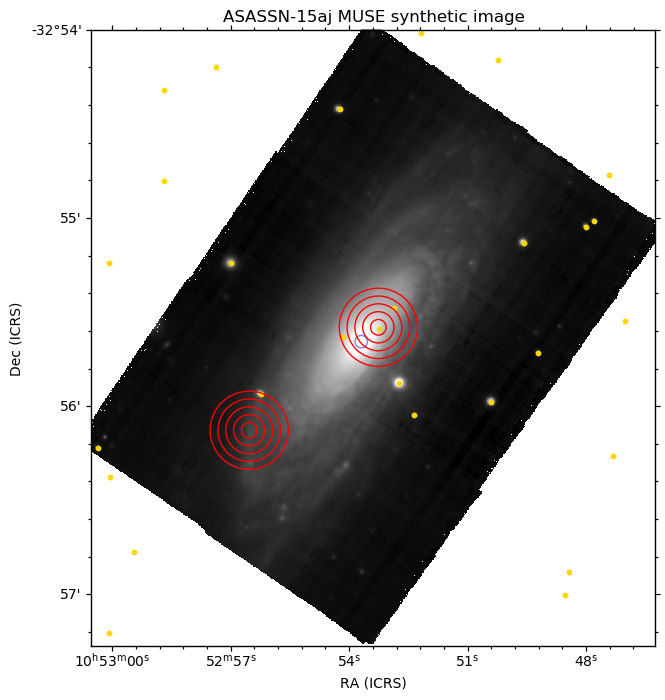 ASASSN-15aj MUSE synthetic image
-32°54'
55'
56'
57'
Dec (ICRS)
10ʰ53ᵐ00ˢ
52ᵐ57ˢ
54ˢ
51ˢ
48ˢ
RA (ICRS)